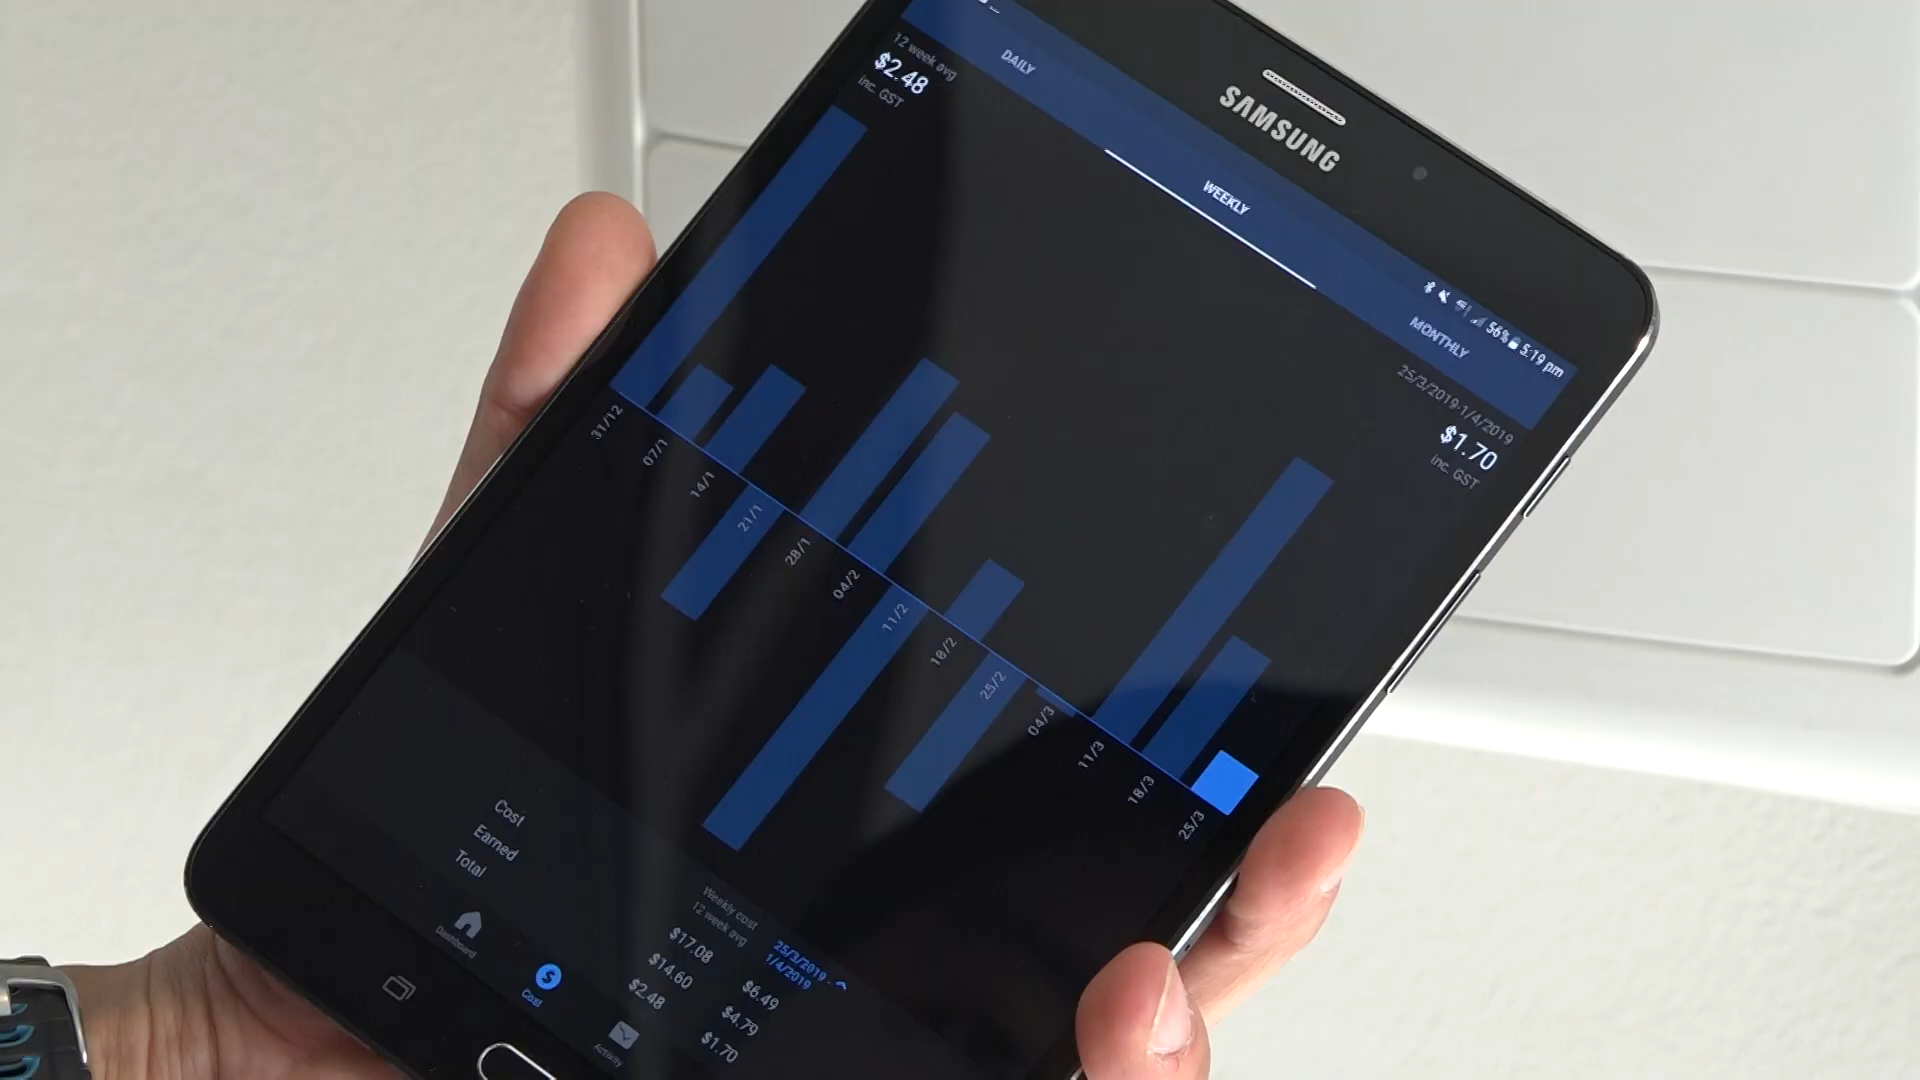 SAMSUNG
56% 5:19 pm
DAILY
WEEKLY
MONTHLY
12 week avg
$2.48
inc. GST
25/3/2019-1/4/2019
$1.70
inc. GST
31/12
07/1
14/1
21/1
28/1
04/2
11/2
18/2
25/2
04/3
11/3
18/3
25/3
Weekly cost
12 week avg
25/3/2019-
1/4/2019
Cost $17.08 $6.49
Earned $14.60 $4.79
Total $2.48 $1.70
Dashboard
Cost
Activity